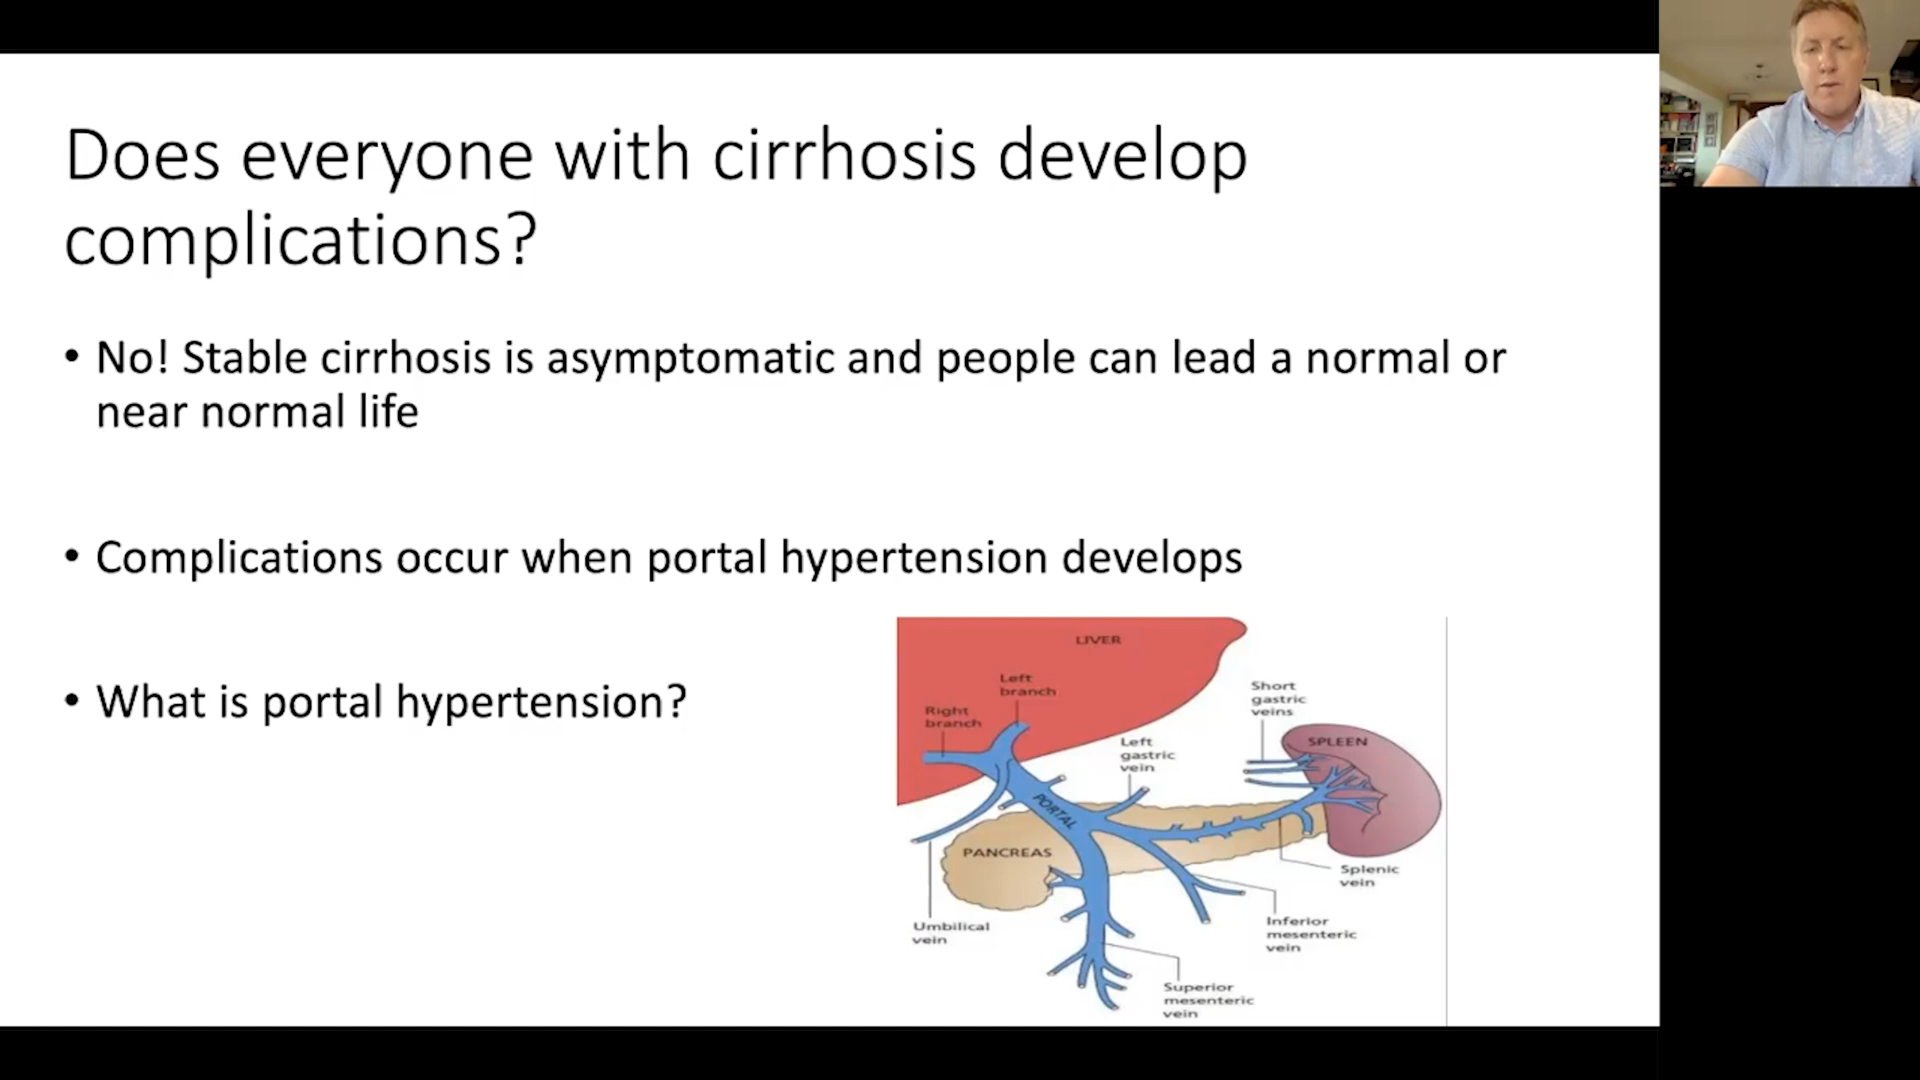 Does everyone with cirrhosis develop
complications?
• No! Stable cirrhosis is asymptomatic and people can lead a normal or
near normal life
• Complications occur when portal hypertension develops
• What is portal hypertension?
LIVER
Left
branch
Right
branch
Short
gastric
veins
Left
gastric
vein
SPLEEN
PORTAL
PANCREAS
Splenic
vein
Umbilical
vein
Inferior
mesenteric
vein
Superior
mesenteric
vein